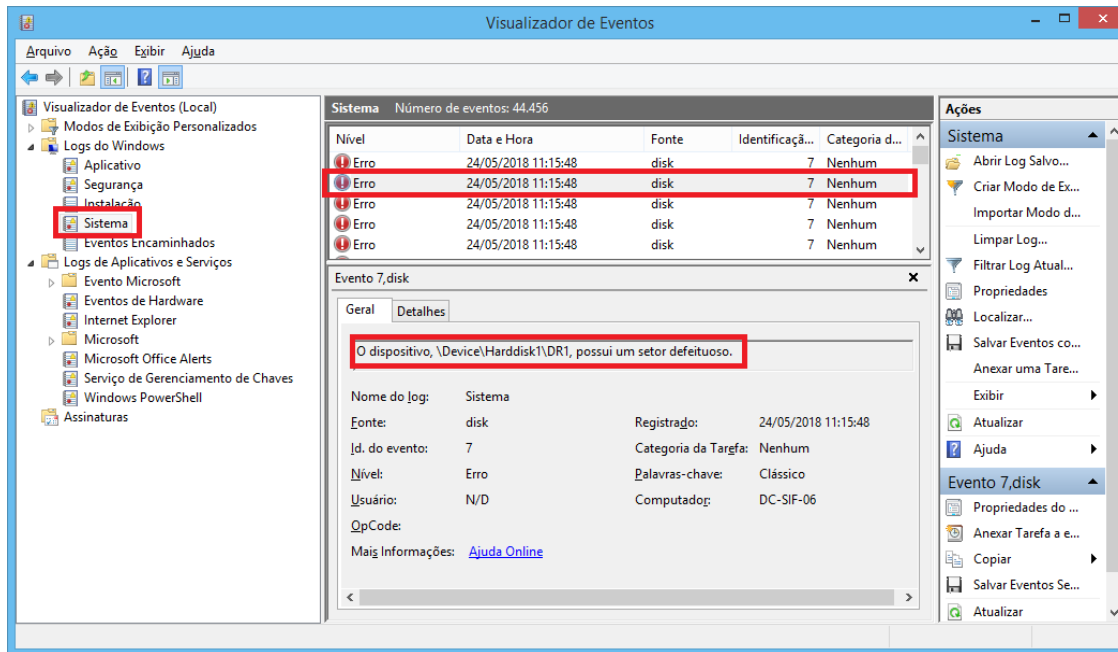 Visualizador de Eventos
Arquivo Ação Exibir Ajuda
Visualizador de Eventos (Local)
Modos de Exibição Personalizados
Logs do Windows
Aplicativo
Segurança
Instalação
Sistema
Eventos Encaminhados
Logs de Aplicativos e Serviços
Evento Microsoft
Eventos de Hardware
Internet Explorer
Microsoft
Microsoft Office Alerts
Serviço de Gerenciamento de Chaves
Windows PowerShell
Assinaturas
Sistema Número de eventos: 44.456
Nível Data e Hora Fonte Identificaçã... Categoria d...
Erro 24/05/2018 11:15:48 disk 7 Nenhum
Erro 24/05/2018 11:15:48 disk 7 Nenhum
Erro 24/05/2018 11:15:48 disk 7 Nenhum
Erro 24/05/2018 11:15:48 disk 7 Nenhum
Erro 24/05/2018 11:15:48 disk 7 Nenhum
Evento 7,disk
Geral Detalhes
O dispositivo, \Device\Harddisk1\DR1, possui um setor defeituoso.
Nome do log: Sistema
Fonte: disk Registrado: 24/05/2018 11:15:48
Id. do evento: 7 Categoria da Tarefa: Nenhum
Nível: Erro Palavras-chave: Clássico
Usuário: N/D Computador: DC-SIF-06
OpCode:
Mais Informações: Ajuda Online
Ações
Sistema
Abrir Log Salvo...
Criar Modo de Ex...
Importar Modo d...
Limpar Log...
Filtrar Log Atual...
Propriedades
Localizar...
Salvar Eventos co...
Anexar uma Tare...
Exibir
Atualizar
Ajuda
Evento 7,disk
Propriedades do ...
Anexar Tarefa a e...
Copiar
Salvar Eventos Se...
Atualizar